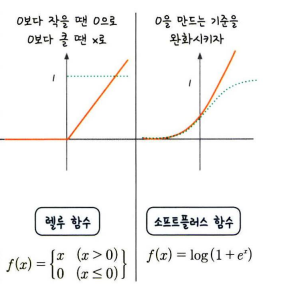 0보다 작을 땐 0으로
0보다 클 땐 x로
1
렐루 함수
f(x) = {x (x > 0)
0 (x ≤ 0)}
0을 만드는 기준을
완화시키자
1
소프트플러스 함수
f(x) = log(1 + eˣ)